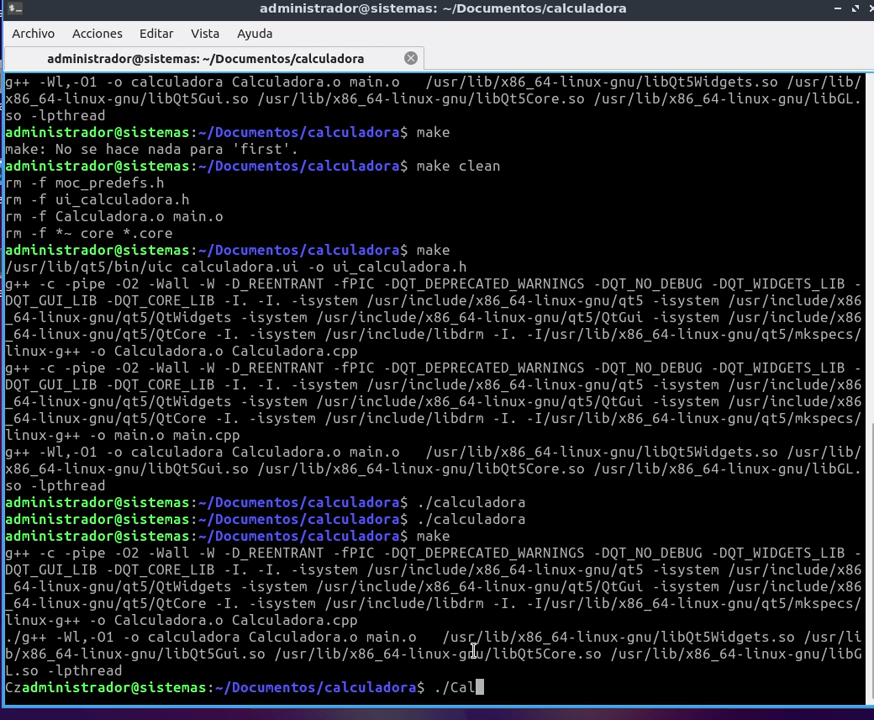 administrador@sistemas: ~/Documentos/calculadora
Archivo Acciones Editar Vista Ayuda
administrador@sistemas: ~/Documentos/calculadora
g++ -Wl,-O1 -o calculadora Calculadora.o main.o   /usr/lib/x86_64-linux-gnu/libQt5Widgets.so /usr/lib/
x86_64-linux-gnu/libQt5Gui.so /usr/lib/x86_64-linux-gnu/libQt5Core.so /usr/lib/x86_64-linux-gnu/libGL.
so -lpthread
administrador@sistemas:~/Documentos/calculadora$ make
make: No se hace nada para 'first'.
administrador@sistemas:~/Documentos/calculadora$ make clean
rm -f moc_predefs.h
rm -f ui_calculadora.h
rm -f Calculadora.o main.o
rm -f *~ core *.core
administrador@sistemas:~/Documentos/calculadora$ make
/usr/lib/qt5/bin/uic calculadora.ui -o ui_calculadora.h
g++ -c -pipe -O2 -Wall -W -D_REENTRANT -fPIC -DQT_DEPRECATED_WARNINGS -DQT_NO_DEBUG -DQT_WIDGETS_LIB -
DQT_GUI_LIB -DQT_CORE_LIB -I. -I. -isystem /usr/include/x86_64-linux-gnu/qt5 -isystem /usr/include/x86
_64-linux-gnu/qt5/QtWidgets -isystem /usr/include/x86_64-linux-gnu/qt5/QtGui -isystem /usr/include/x86
_64-linux-gnu/qt5/QtCore -I. -isystem /usr/include/libdrm -I. -I/usr/lib/x86_64-linux-gnu/qt5/mkspecs/
linux-g++ -o Calculadora.o Calculadora.cpp
g++ -c -pipe -O2 -Wall -W -D_REENTRANT -fPIC -DQT_DEPRECATED_WARNINGS -DQT_NO_DEBUG -DQT_WIDGETS_LIB -
DQT_GUI_LIB -DQT_CORE_LIB -I. -I. -isystem /usr/include/x86_64-linux-gnu/qt5 -isystem /usr/include/x86
_64-linux-gnu/qt5/QtWidgets -isystem /usr/include/x86_64-linux-gnu/qt5/QtGui -isystem /usr/include/x86
_64-linux-gnu/qt5/QtCore -I. -isystem /usr/include/libdrm -I. -I/usr/lib/x86_64-linux-gnu/qt5/mkspecs/
linux-g++ -o main.o main.cpp
g++ -Wl,-O1 -o calculadora Calculadora.o main.o   /usr/lib/x86_64-linux-gnu/libQt5Widgets.so /usr/lib/
x86_64-linux-gnu/libQt5Gui.so /usr/lib/x86_64-linux-gnu/libQt5Core.so /usr/lib/x86_64-linux-gnu/libGL.
so -lpthread
administrador@sistemas:~/Documentos/calculadora$ ./calculadora
administrador@sistemas:~/Documentos/calculadora$ ./calculadora
administrador@sistemas:~/Documentos/calculadora$ make
g++ -c -pipe -O2 -Wall -W -D_REENTRANT -fPIC -DQT_DEPRECATED_WARNINGS -DQT_NO_DEBUG -DQT_WIDGETS_LIB -
DQT_GUI_LIB -DQT_CORE_LIB -I. -I. -isystem /usr/include/x86_64-linux-gnu/qt5 -isystem /usr/include/x86
_64-linux-gnu/qt5/QtWidgets -isystem /usr/include/x86_64-linux-gnu/qt5/QtGui -isystem /usr/include/x86
_64-linux-gnu/qt5/QtCore -I. -isystem /usr/include/libdrm -I. -I/usr/lib/x86_64-linux-gnu/qt5/mkspecs/
linux-g++ -o Calculadora.o Calculadora.cpp
./g++ -Wl,-O1 -o calculadora Calculadora.o main.o   /usr/lib/x86_64-linux-gnu/libQt5Widgets.so /usr/li
b/x86_64-linux-gnu/libQt5Gui.so /usr/lib/x86_64-linux-gnu/libQt5Core.so /usr/lib/x86_64-linux-gnu/libG
L.so -lpthread
Czadministrador@sistemas:~/Documentos/calculadora$ ./Cal